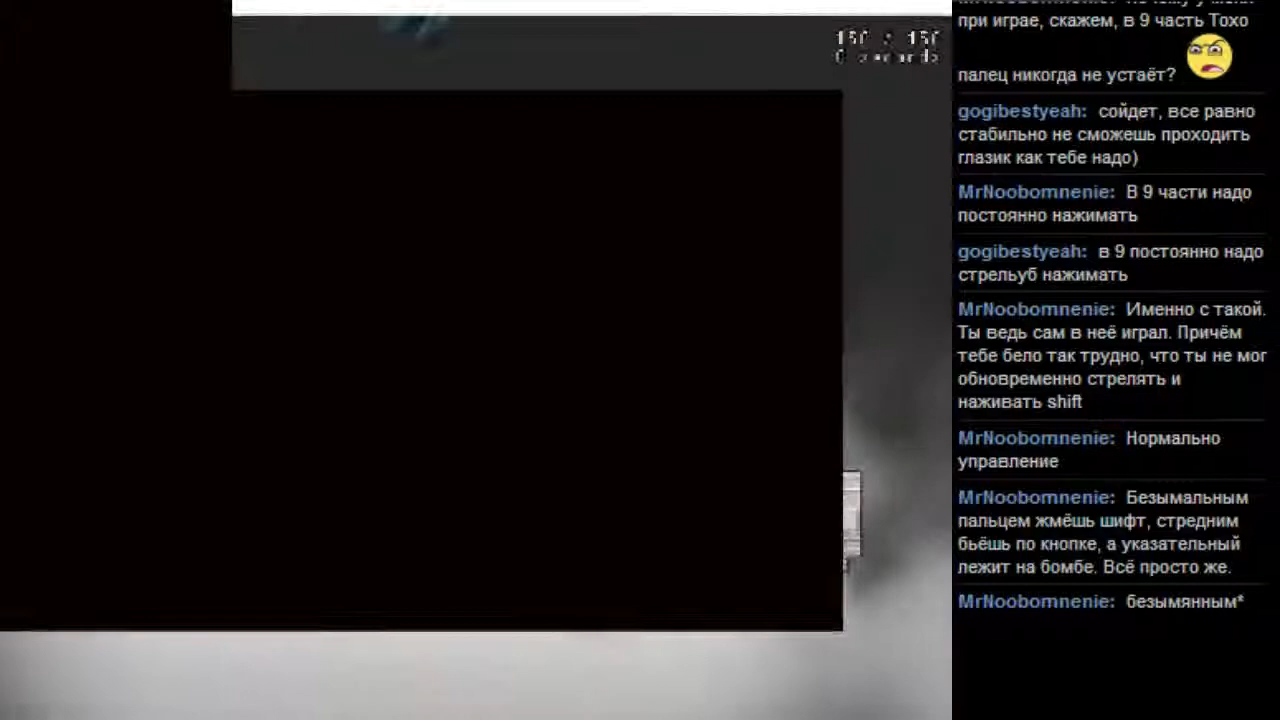 при играе, скажем, в 9 часть Тохо
палец никогда не устаёт?
gogibestyeah: сойдет, все равно
стабильно не сможешь проходить
глазик как тебе надо)
MrNoobomnenie: В 9 части надо
постоянно нажимать
gogibestyeah: в 9 постоянно надо
стрельуб нажимать
MrNoobomnenie: Именно с такой.
Ты ведь сам в неё играл. Причём
тебе бело так трудно, что ты не мог
обновременно стрелять и
наживать shift
MrNoobomnenie: Нормально
управление
MrNoobomnenie: Безымальным
пальцем жмёшь шифт, стредним
бьёшь по кнопке, а указательный
лежит на бомбе. Всё просто же.
MrNoobomnenie: безымянным*